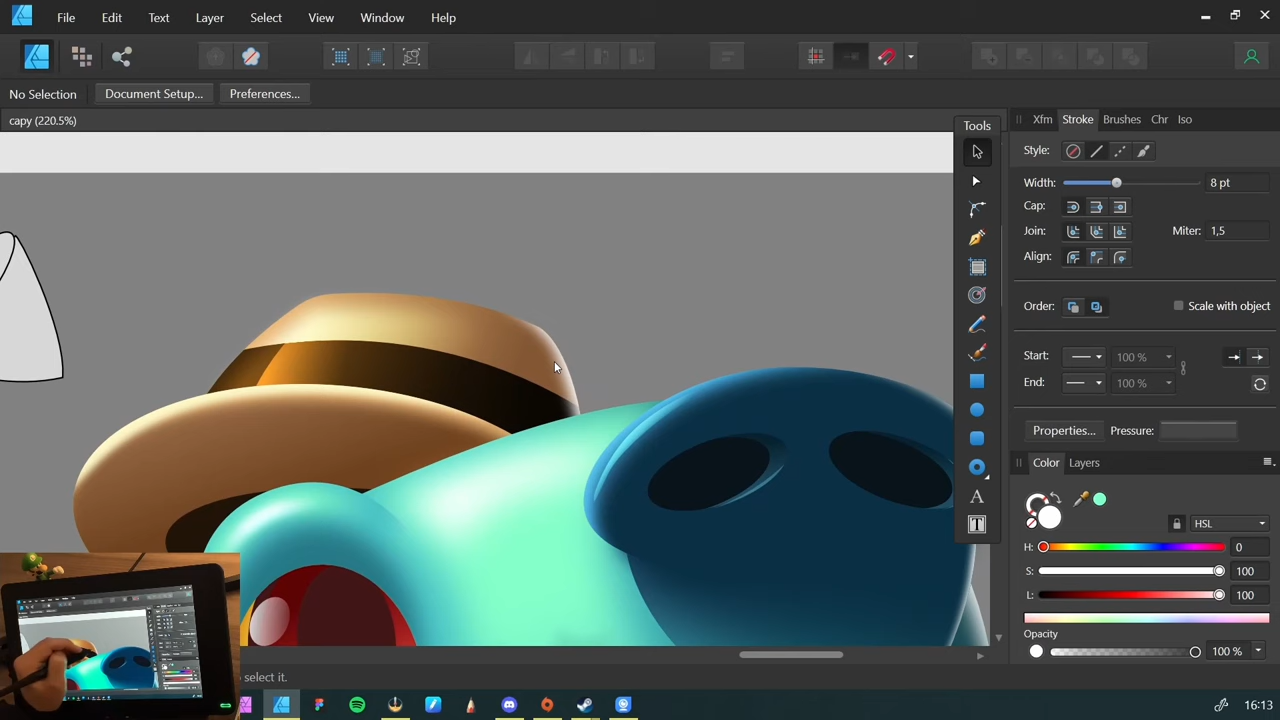 File Edit Text Layer Select View Window Help
No Selection Document Setup... Preferences...
capy (220.5%)
Tools
Xfm Stroke Brushes Chr Iso
Style:
Width: 8 pt
Cap:
Join: Miter: 1,5
Align:
Order: Scale with object
Start: 100 %
End: 100 %
Properties... Pressure:
Color Layers
HSL
H: 0
S: 100
L: 100
Opacity
100 %
A
T
select it.
16:13